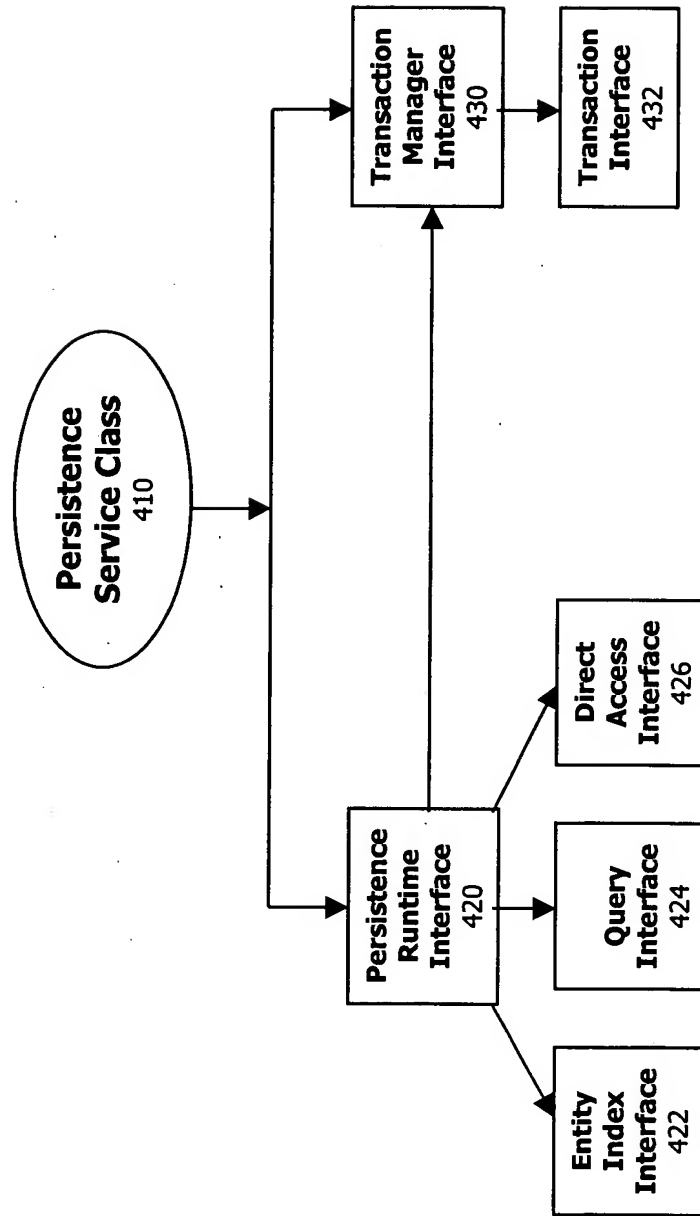 Persistence
Service Class
410
Persistence
Runtime
Interface
420
Transaction
Manager
Interface
430
Entity
Index
Interface
422
Query
Interface
424
Direct
Access
Interface
426
Transaction
Interface
432